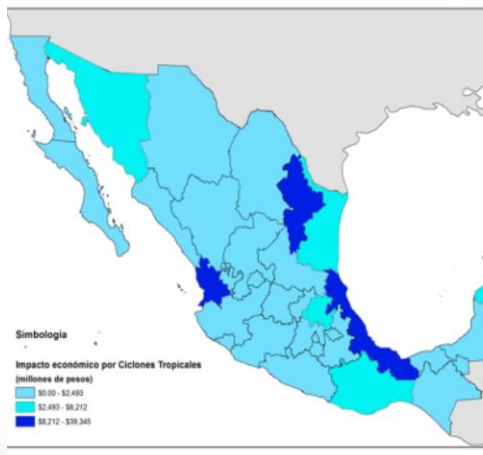 Simbología
Impacto económico por Ciclones Tropicales
(millones de pesos)
$0.00 - $2,493
$2,493 - $8,212
$8,212 - $39,345